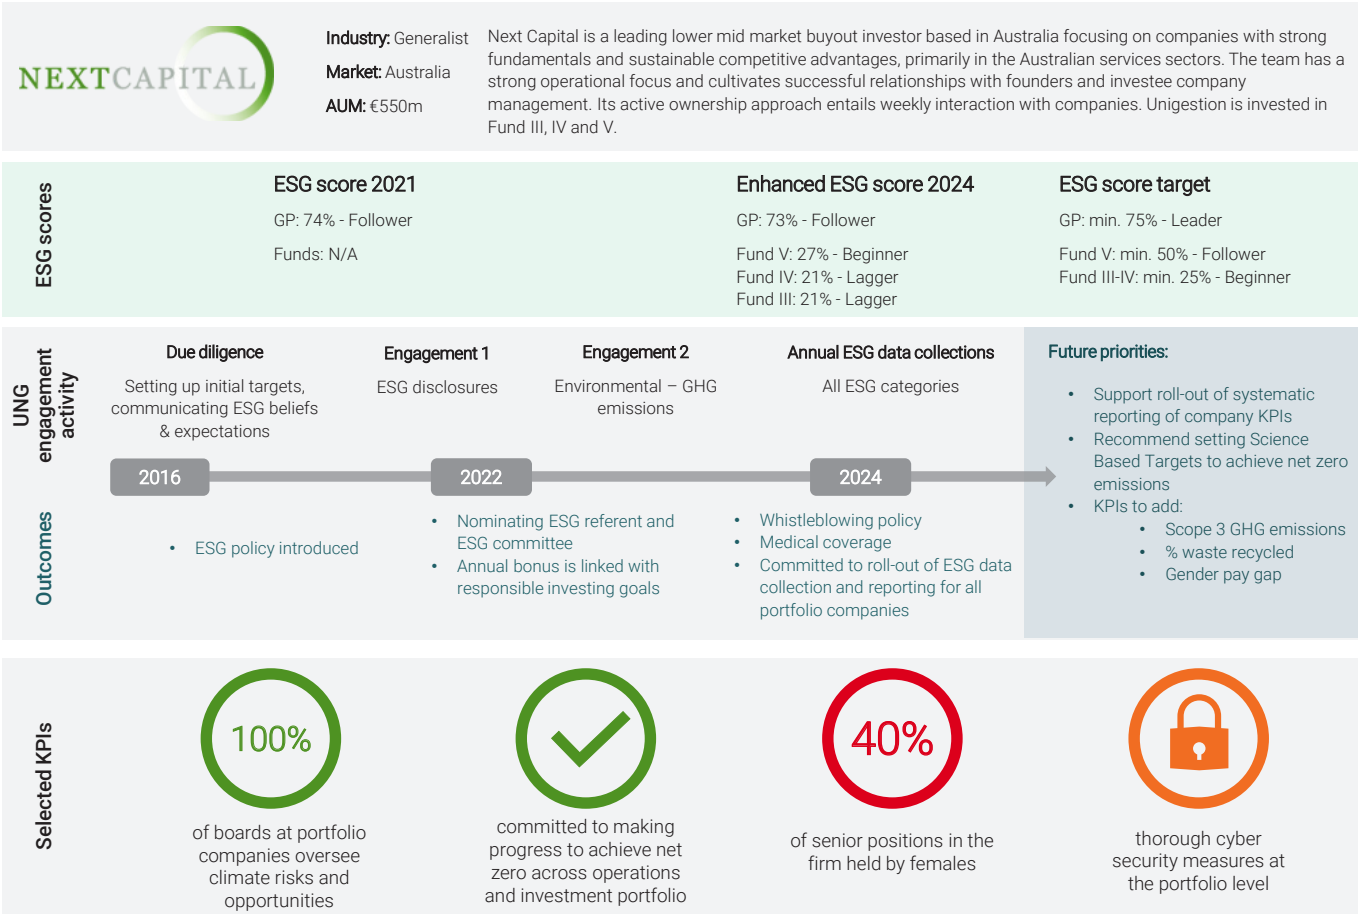 NEXTCAPITAL
Industry: Generalist
Market: Australia
AUM: €550m
Next Capital is a leading lower mid market buyout investor based in Australia focusing on companies with strong
fundamentals and sustainable competitive advantages, primarily in the Australian services sectors. The team has a
strong operational focus and cultivates successful relationships with founders and investee company
management. Its active ownership approach entails weekly interaction with companies. Unigestion is invested in
Fund III, IV and V.
ESG scores
ESG score 2021
GP: 74% - Follower
Funds: N/A
Enhanced ESG score 2024
GP: 73% - Follower
Fund V: 27% - Beginner
Fund IV: 21% - Lagger
Fund III: 21% - Lagger
ESG score target
GP: min. 75% - Leader
Fund V: min. 50% - Follower
Fund III-IV: min. 25% - Beginner
UNG
engagement
activity
Due diligence
Setting up initial targets,
communicating ESG beliefs
& expectations
Engagement 1
ESG disclosures
Engagement 2
Environmental – GHG
emissions
Annual ESG data collections
All ESG categories
2016
2022
2024
Outcomes
• ESG policy introduced
• Nominating ESG referent and
ESG committee
• Annual bonus is linked with
responsible investing goals
• Whistleblowing policy
• Medical coverage
• Committed to roll-out of ESG data
collection and reporting for all
portfolio companies
Future priorities:
• Support roll-out of systematic
reporting of company KPIs
• Recommend setting Science
Based Targets to achieve net zero
emissions
• KPIs to add:
• Scope 3 GHG emissions
• % waste recycled
• Gender pay gap
Selected KPIs
100%
of boards at portfolio
companies oversee
climate risks and
opportunities
committed to making
progress to achieve net
zero across operations
and investment portfolio
40%
of senior positions in the
firm held by females
thorough cyber
security measures at
the portfolio level